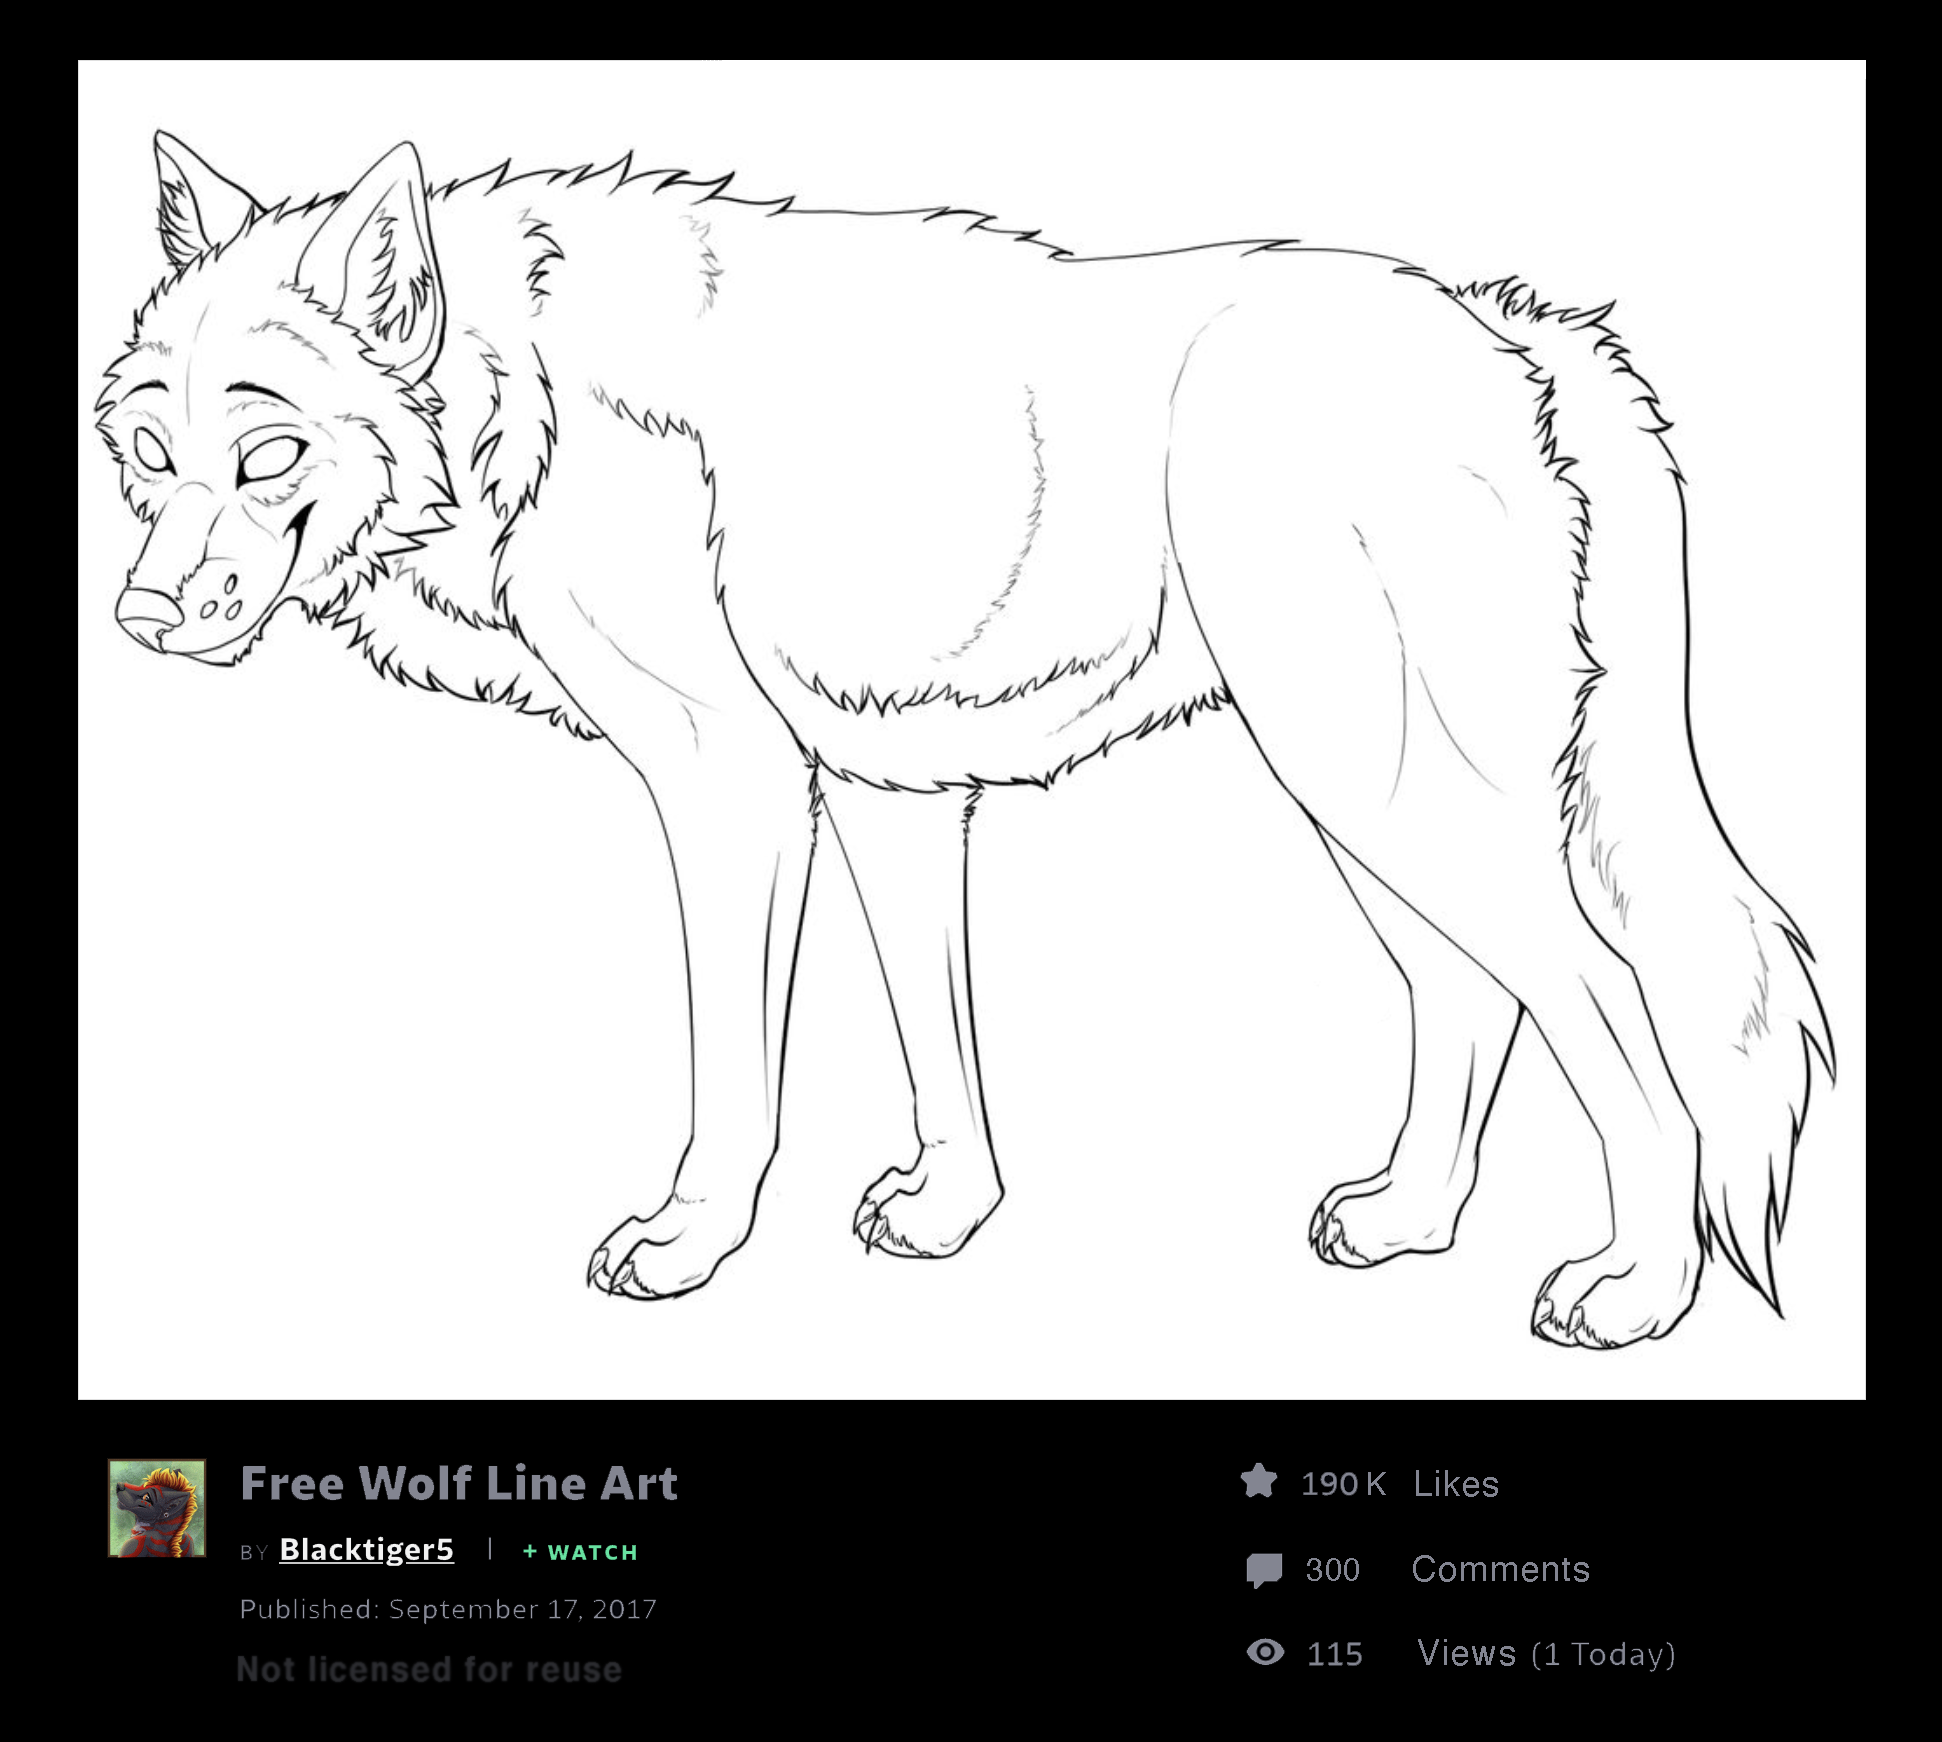 Free Wolf Line Art
BY Blacktiger5 | + WATCH
Published: September 17, 2017
Not licensed for reuse
190 K Likes
300 Comments
115 Views (1 Today)